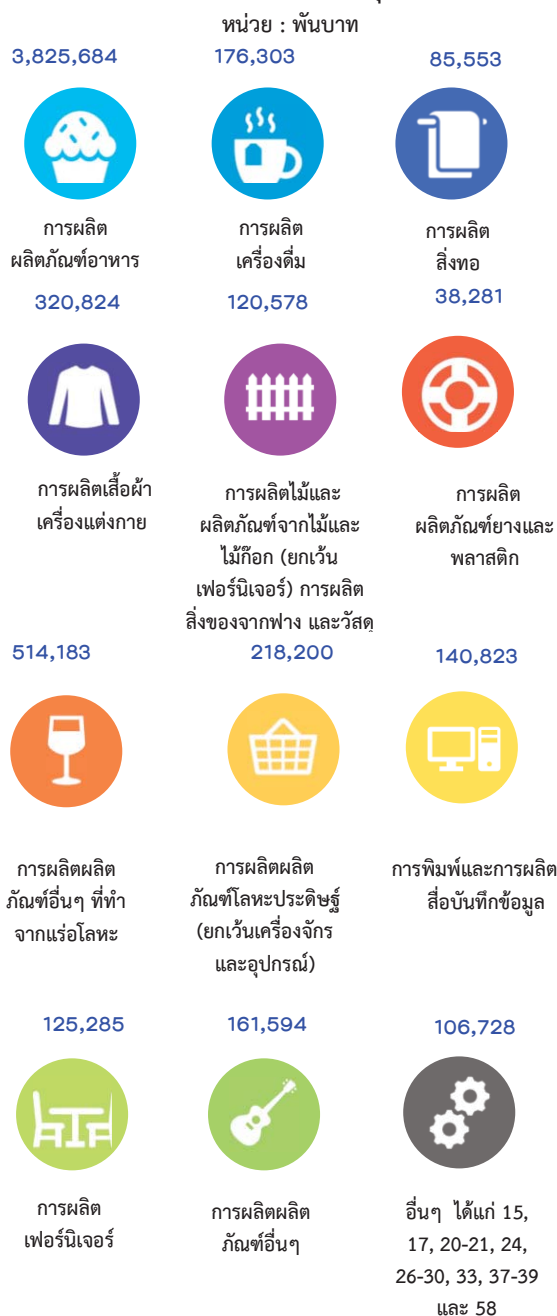 หน่วย : พันบาท
3,825,684
176,303
85,553
การผลิต
ผลิตภัณฑ์อาหาร
การผลิต
เครื่องดื่ม
การผลิต
สิ่งทอ
320,824
120,578
38,281
การผลิตเสื้อผ้า
เครื่องแต่งกาย
การผลิตไม้และ
ผลิตภัณฑ์จากไม้และ
ไม้ก๊อก (ยกเว้น
เฟอร์นิเจอร์) การผลิต
สิ่งของจากฟาง และวัสดุ
การผลิต
ผลิตภัณฑ์ยางและ
พลาสติก
514,183
218,200
140,823
การผลิตผลิต
ภัณฑ์อื่นๆ ที่ทำ
จากแร่อโลหะ
การผลิตผลิต
ภัณฑ์โลหะประดิษฐ์
(ยกเว้นเครื่องจักร
และอุปกรณ์)
การพิมพ์และการผลิต
สื่อบันทึกข้อมูล
125,285
161,594
106,728
การผลิต
เฟอร์นิเจอร์
การผลิตผลิต
ภัณฑ์อื่นๆ
อื่นๆ ได้แก่ 15,
17, 20-21, 24,
26-30, 33, 37-39
และ 58